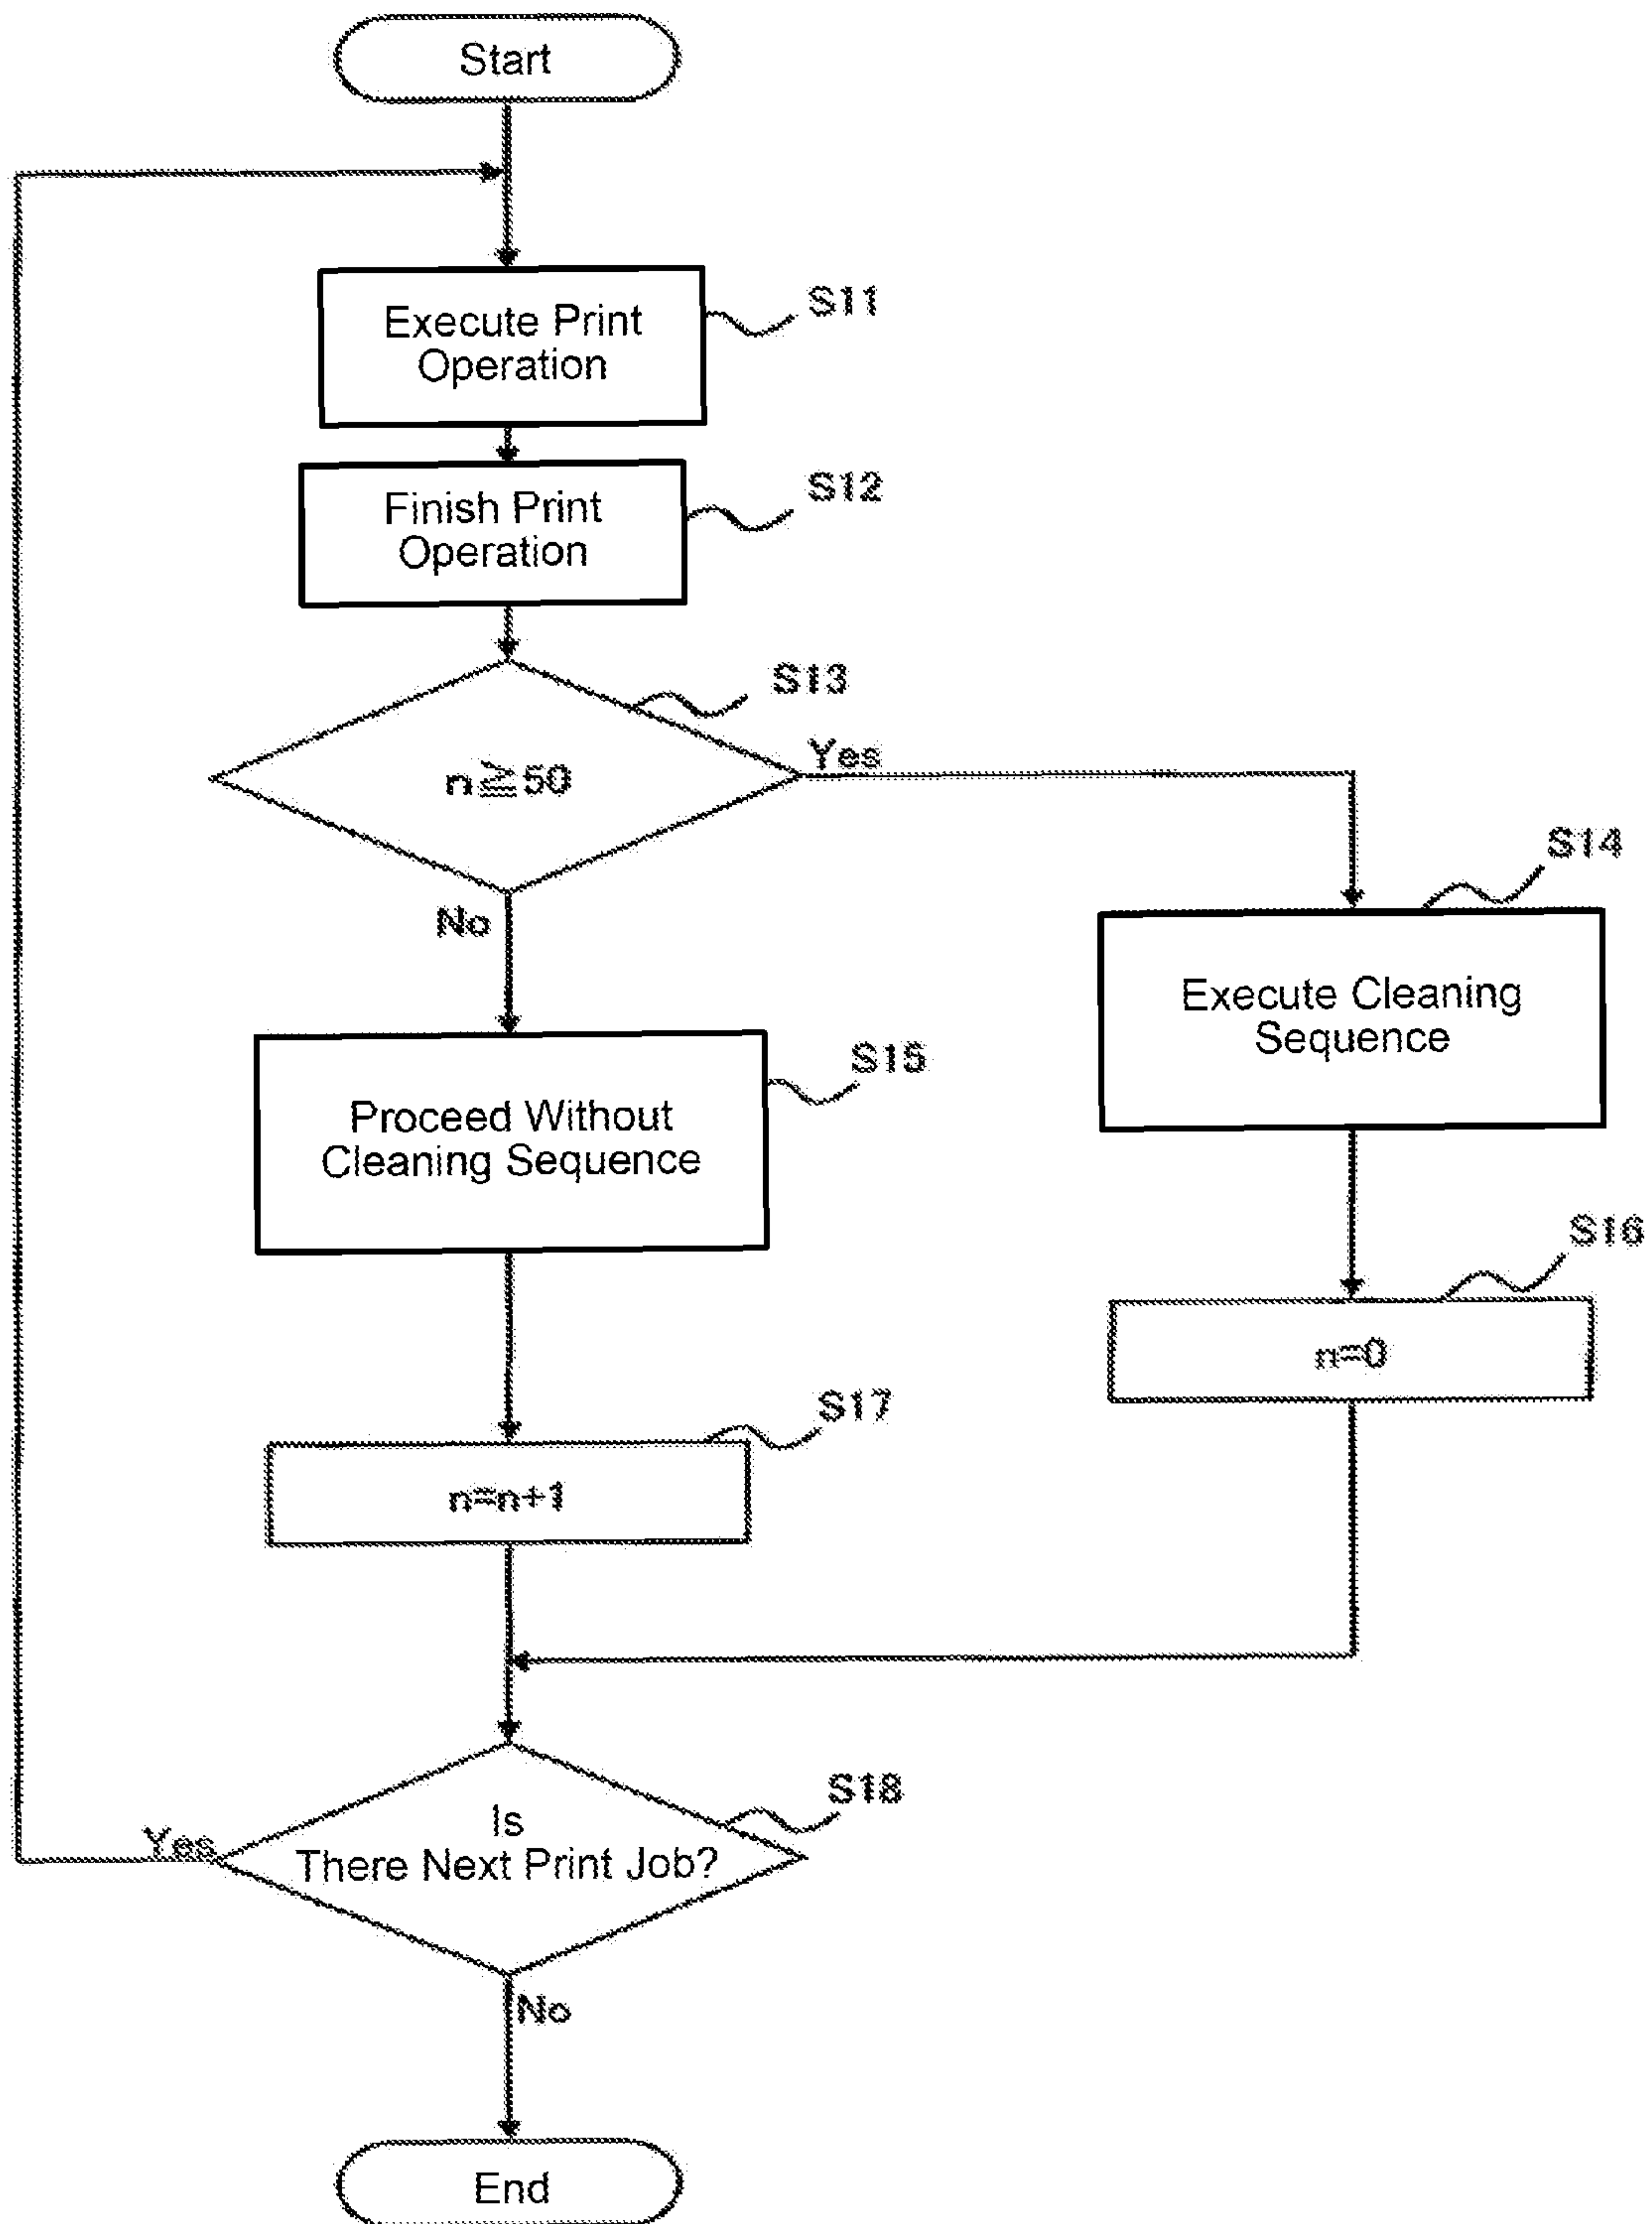 Start
Execute Print
Operation
S11
Finish Print
Operation
S12
S13
n≧50
Yes
No
S14
Execute Cleaning
Sequence
S15
Proceed Without
Cleaning Sequence
S16
n=0
S17
n=n+1
S18
Is
There Next Print Job?
Yes
No
End